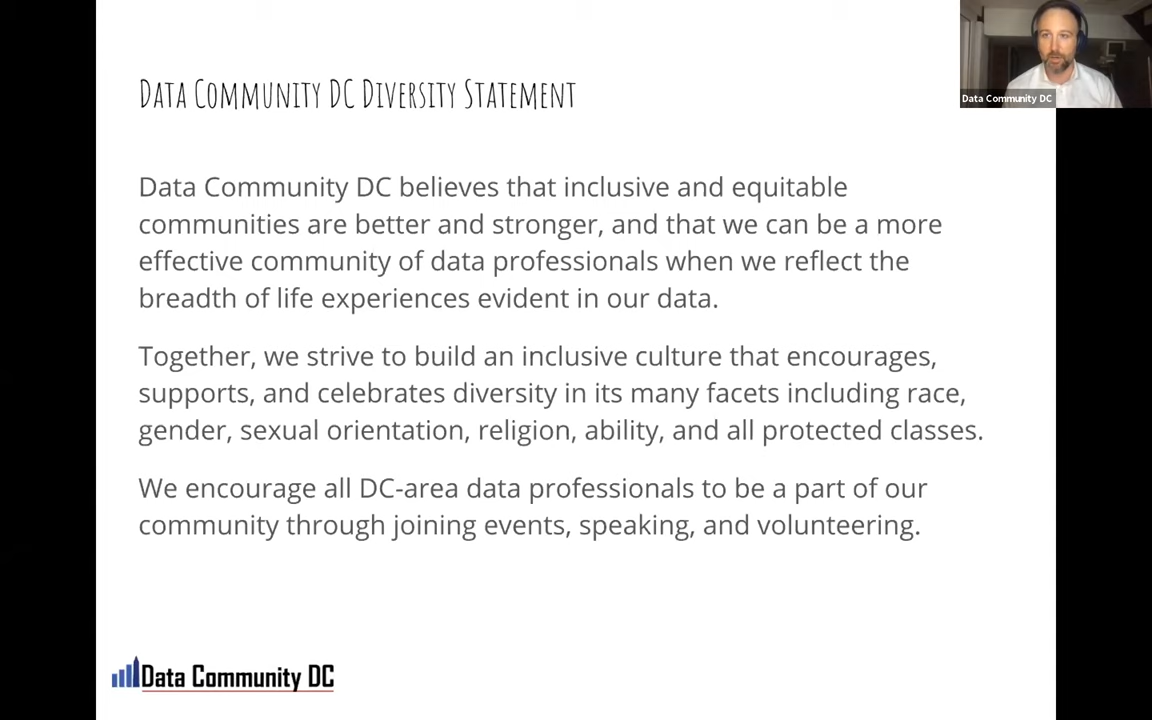 Data Community DC Diversity Statement
Data Community DC
Data Community DC believes that inclusive and equitable
communities are better and stronger, and that we can be a more
effective community of data professionals when we reflect the
breadth of life experiences evident in our data.
Together, we strive to build an inclusive culture that encourages,
supports, and celebrates diversity in its many facets including race,
gender, sexual orientation, religion, ability, and all protected classes.
We encourage all DC-area data professionals to be a part of our
community through joining events, speaking, and volunteering.
Data Community DC